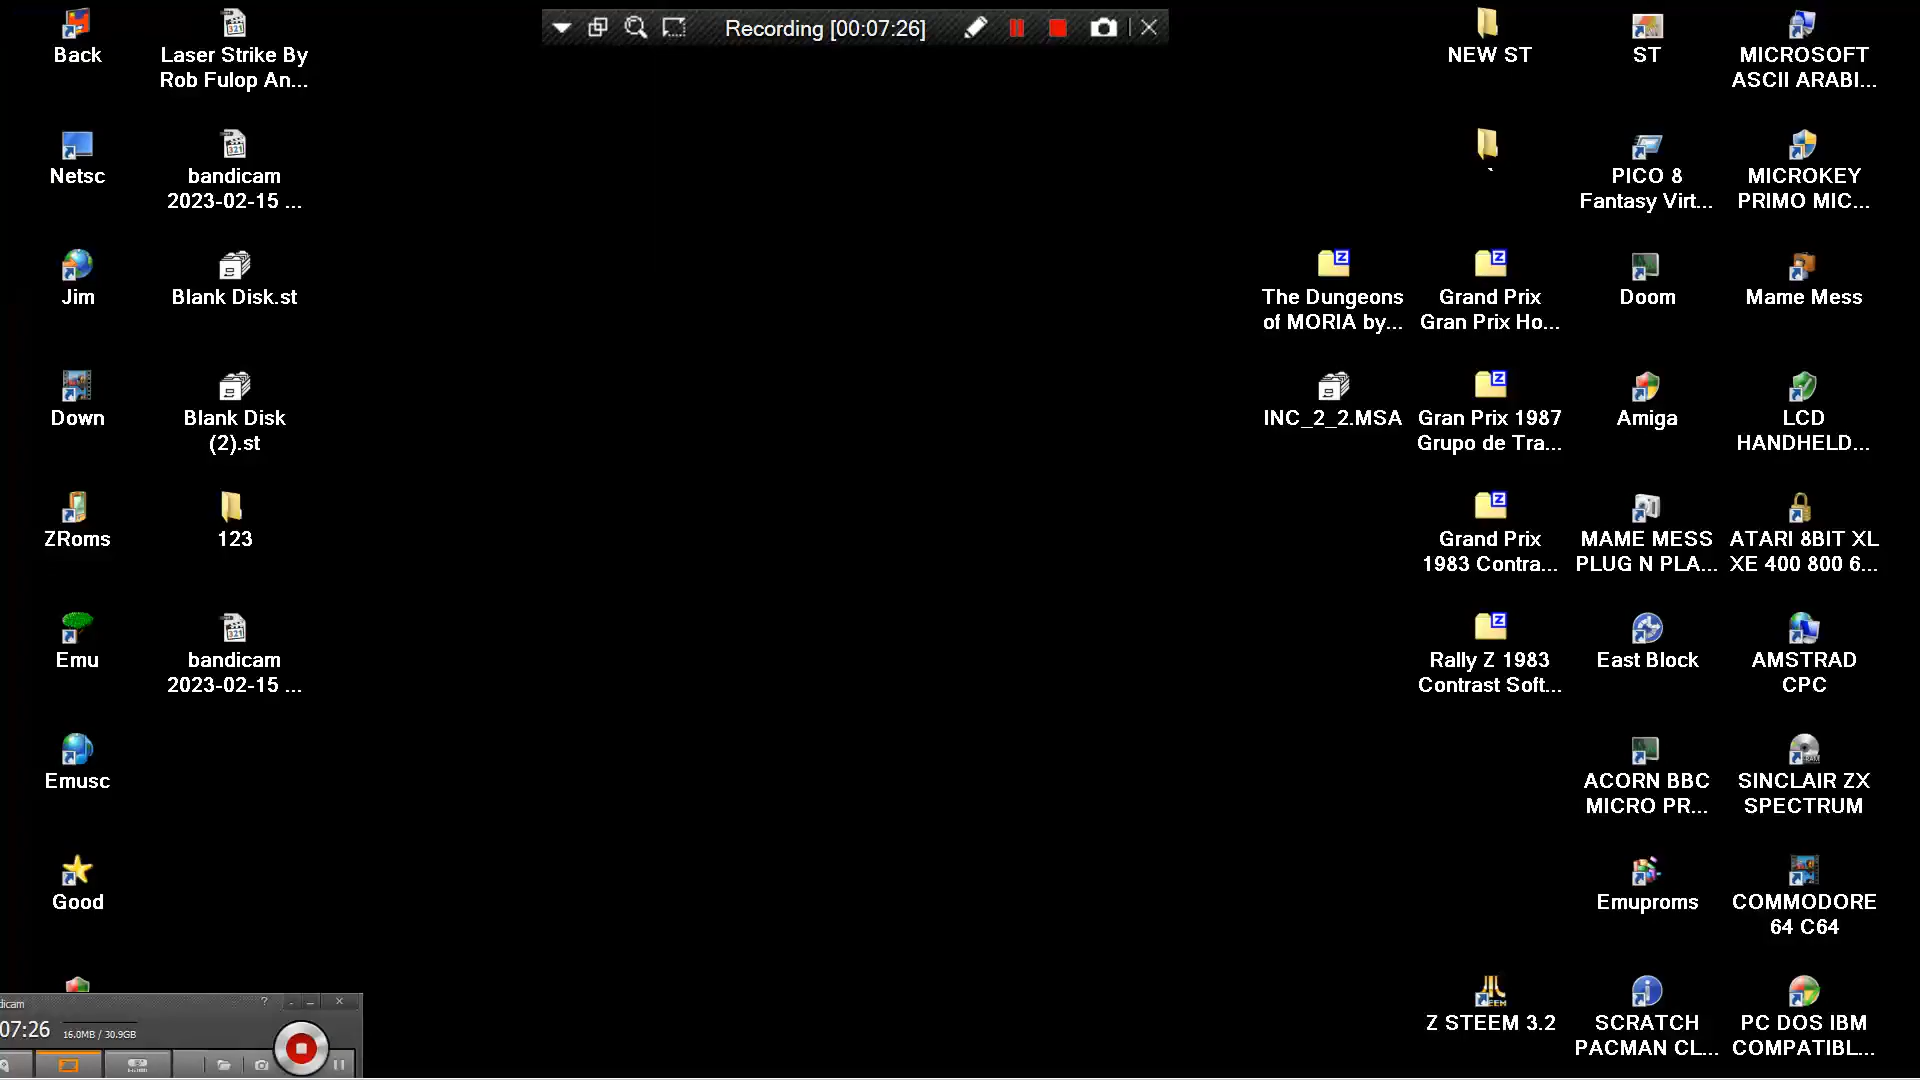 Recording [00:07:26]
Back
Laser Strike By
Rob Fulop An...
NEW ST
ST
MICROSOFT
ASCII ARABI...
Netsc
bandicam
2023-02-15 ...
`
PICO 8
Fantasy Virt...
MICROKEY
PRIMO MIC...
Jim
Blank Disk.st
The Dungeons
of MORIA by...
Grand Prix
Gran Prix Ho...
Doom
Mame Mess
Down
Blank Disk
(2).st
INC_2_2.MSA
Gran Prix 1987
Grupo de Tra...
Amiga
LCD
HANDHELD...
ZRoms
123
Grand Prix
1983 Contra...
MAME MESS
PLUG N PLA...
ATARI 8BIT XL
XE 400 800 6...
Emu
bandicam
2023-02-15 ...
Rally Z 1983
Contrast Soft...
East Block
AMSTRAD
CPC
Emusc
ACORN BBC
MICRO PR...
SINCLAIR ZX
SPECTRUM
Good
Emuproms
COMMODORE
64 C64
Z STEEM 3.2
SCRATCH
PACMAN CL...
PC DOS IBM
COMPATIBL...
dicam
07:26
16.0MB / 30.9GB